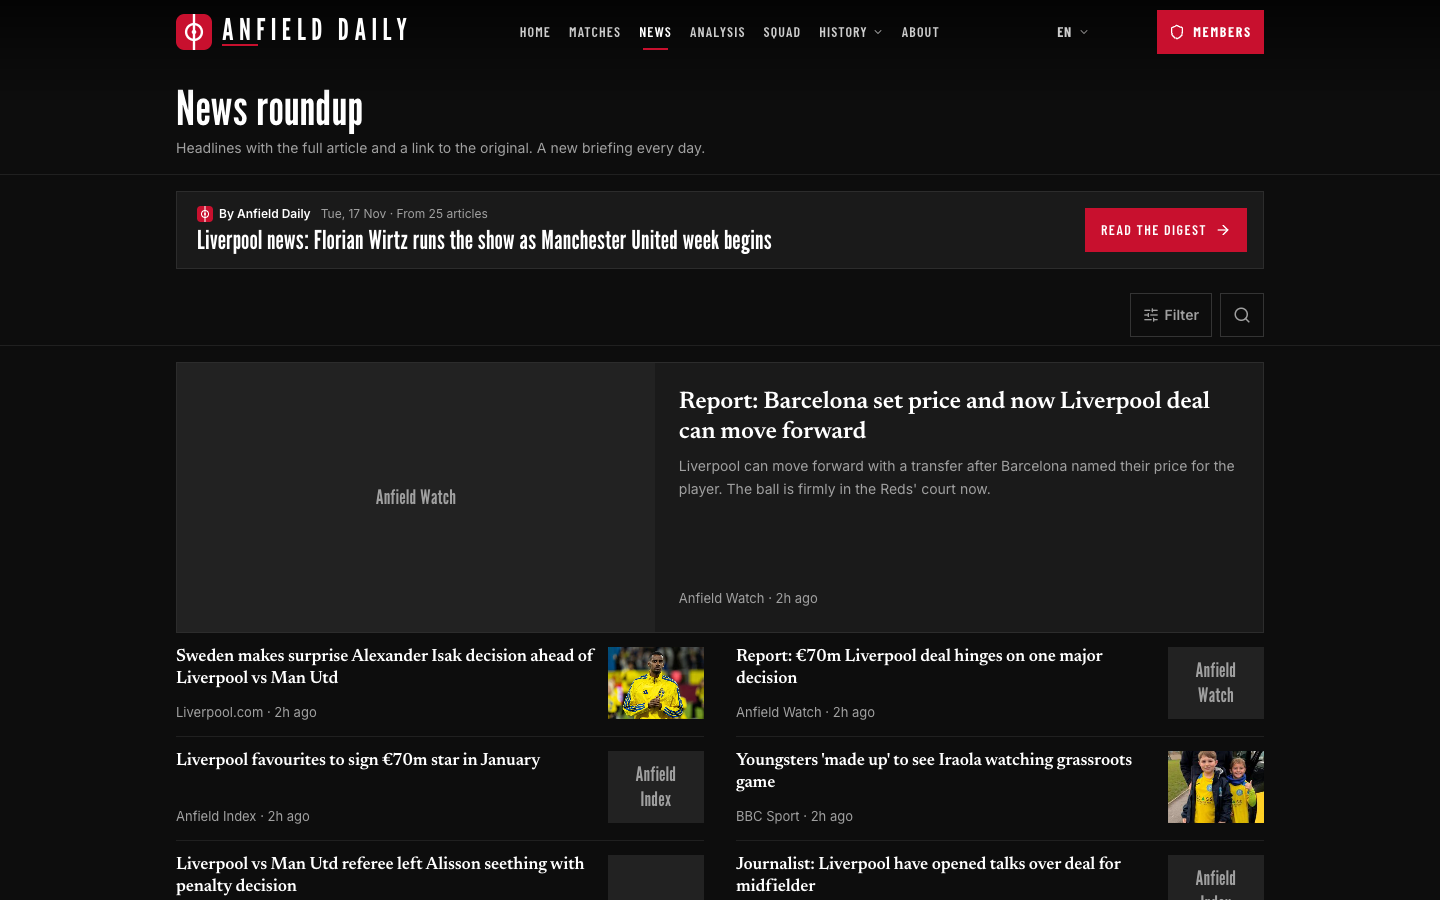 ANFIELD DAILY
HOME
MATCHES
NEWS
ANALYSIS
SQUAD
HISTORY
ABOUT
EN
MEMBERS
News roundup
Headlines with the full article and a link to the original. A new briefing every day.
By Anfield Daily Tue, 17 Nov · From 25 articles
Liverpool news: Florian Wirtz runs the show as Manchester United week begins
READ THE DIGEST
Filter
Anfield Watch
Report: Barcelona set price and now Liverpool deal
can move forward
Liverpool can move forward with a transfer after Barcelona named their price for the
player. The ball is firmly in the Reds' court now.
Anfield Watch · 2h ago
Sweden makes surprise Alexander Isak decision ahead of
Liverpool vs Man Utd
Liverpool.com · 2h ago
Report: €70m Liverpool deal hinges on one major
decision
Anfield Watch · 2h ago
Anfield
Watch
Liverpool favourites to sign €70m star in January
Anfield Index · 2h ago
Anfield
Index
Youngsters 'made up' to see Iraola watching grassroots
game
BBC Sport · 2h ago
Liverpool vs Man Utd referee left Alisson seething with
penalty decision
Journalist: Liverpool have opened talks over deal for
midfielder
Anfield